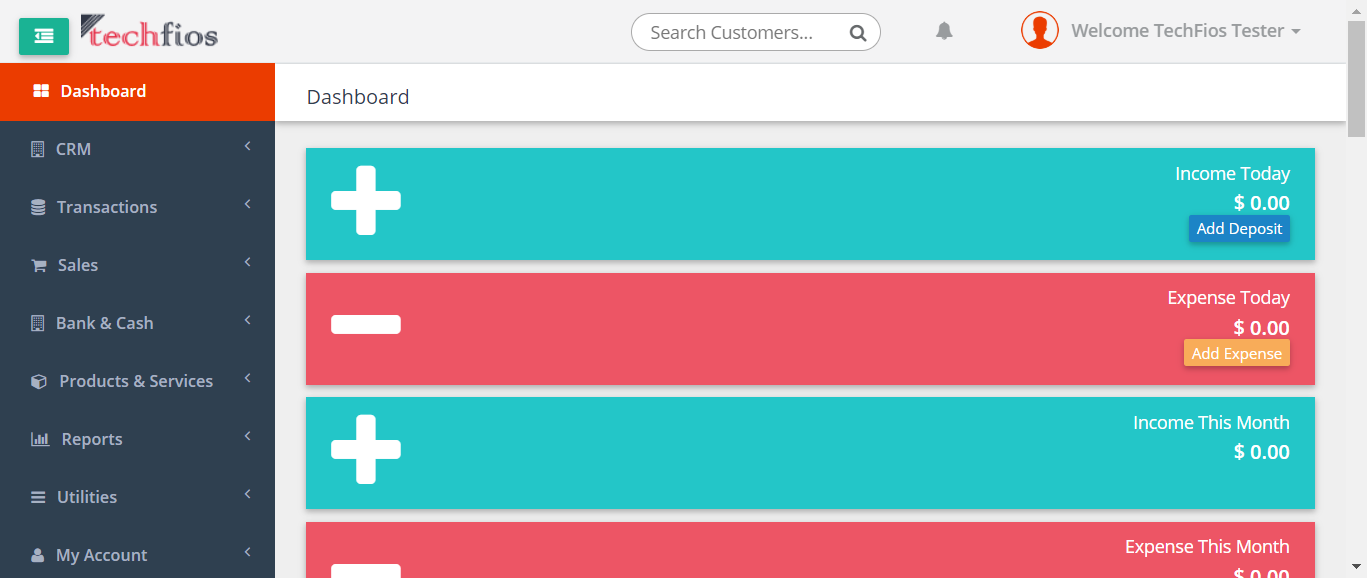 techfios
Search Customers...
Welcome TechFios Tester
Dashboard
CRM
Transactions
Sales
Bank & Cash
Products & Services
Reports
Utilities
My Account
Dashboard
Income Today
$ 0.00
Add Deposit
Expense Today
$ 0.00
Add Expense
Income This Month
$ 0.00
Expense This Month
$ 0.00